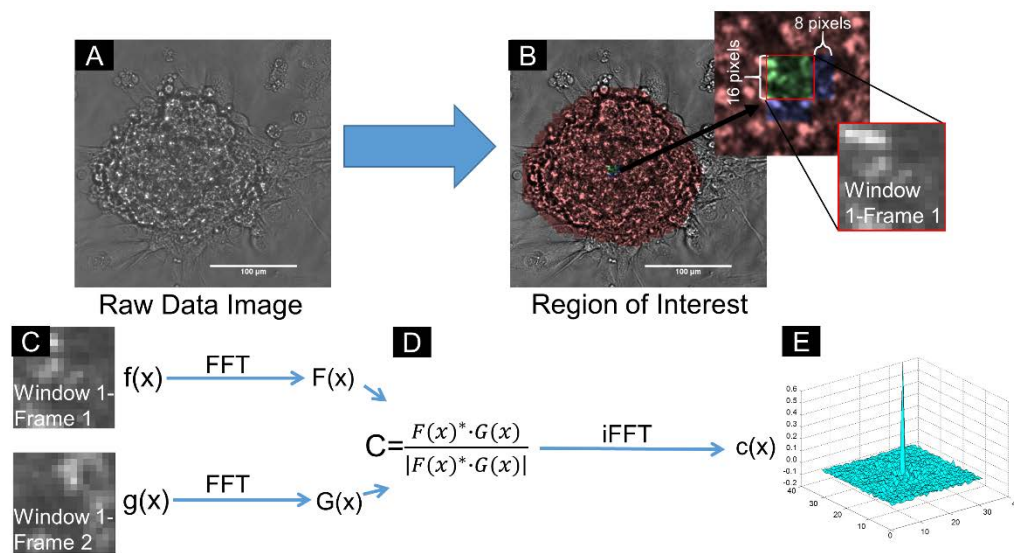 A
100 μm
Raw Data Image
B
100 μm
Region of Interest
8 pixels
16 pixels
Window
1-Frame 1
C
Window 1-
Frame 1
f(x)
FFT
F(x)
Window 1-
Frame 2
g(x)
FFT
G(x)
D
C= F(x)*·G(x)
|F(x)*·G(x)|
iFFT
c(x)
E
0.6
0.5
0.4
0.3
0.2
0.1
0.0
-0.1
-0.2
40
30
20
10
0
10
20
30